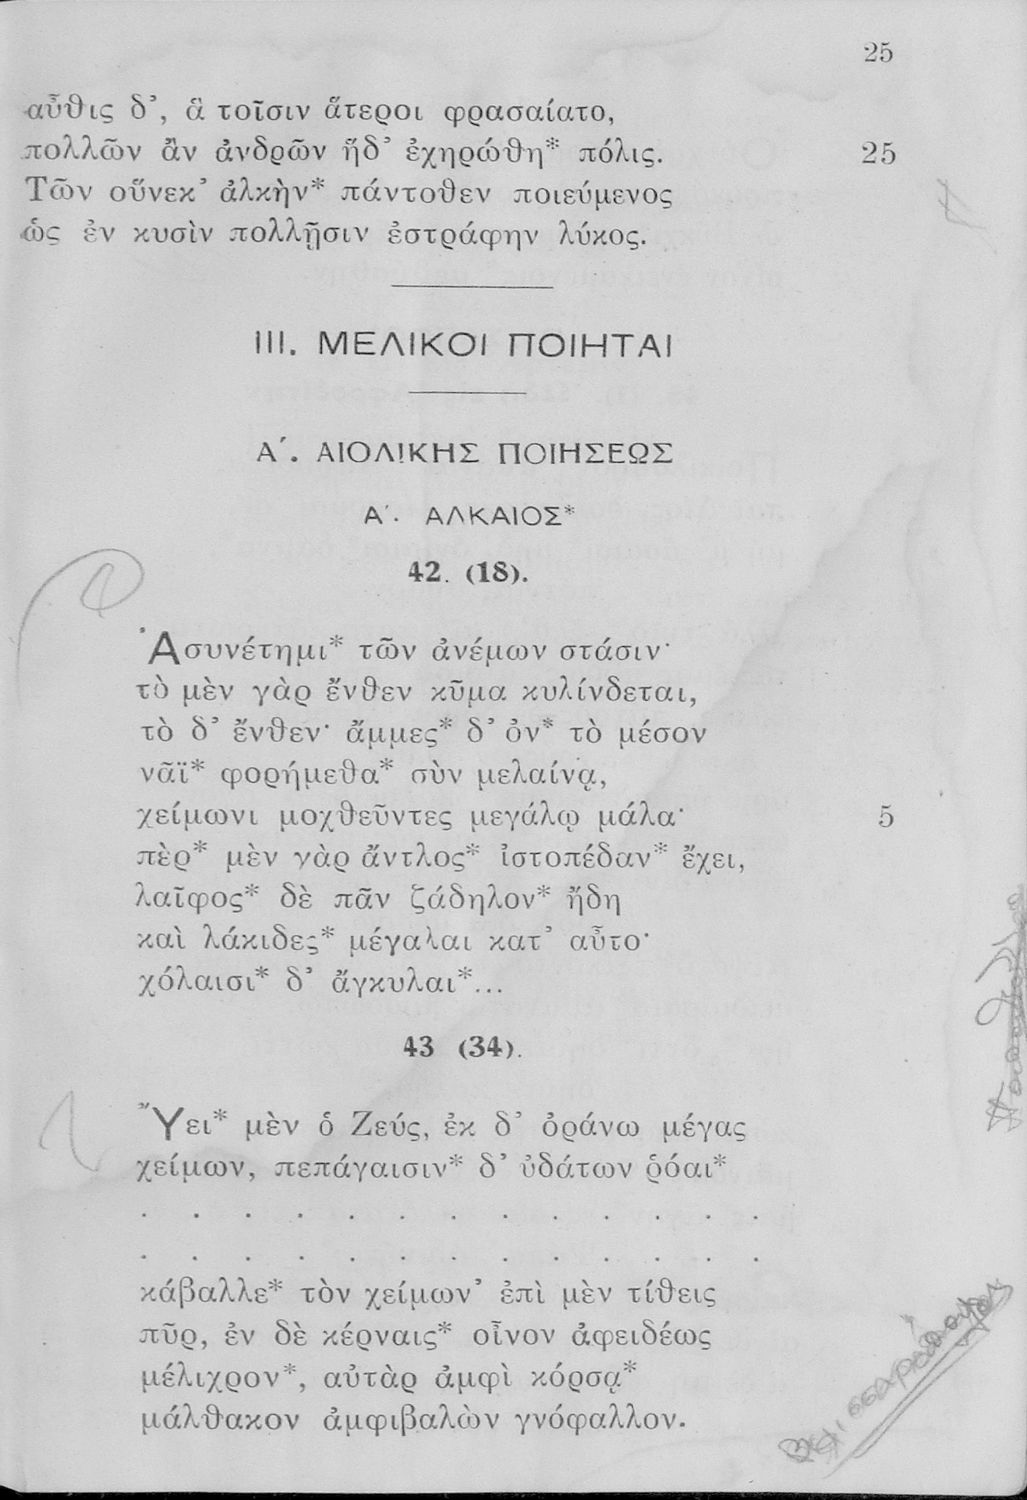 25
αὖθις δ᾽, ἃ τοῖσιν ἅτεροι φρασαίατο,
πολλῶν ἂν ἀνδρῶν ἥδ᾽ ἐχηρώθη* πόλις. 25
Τῶν οὕνεκ᾽ ἀλκὴν* πάντοθεν ποιεύμενος
ὡς ἐν κυσὶν πολλῇσιν ἐστράφην λύκος.
III. ΜΕΛΙΚΟΙ ΠΟΙΗΤΑΙ
Α΄. ΑΙΟΛΙΚΗΣ ΠΟΙΗΣΕΩΣ
Α΄. ΑΛΚΑΙΟΣ*
42. (18).
Ἀσυνέτημι* τῶν ἀνέμων στάσιν·
τὸ μὲν γὰρ ἔνθεν κῦμα κυλίνδεται,
τὸ δ᾽ ἔνθεν· ἄμμες* δ᾽ ὀν* τὸ μέσον
νᾶϊ* φορήμεθα* σὺν μελαίνᾳ,
χείμωνι μοχθεῦντες μεγάλῳ μάλα· 5
πὲρ* μὲν γὰρ ἄντλος* ἰστοπέδαν* ἔχει,
λαῖφος* δὲ πᾶν ζάδηλον* ἤδη
καὶ λάκιδες* μέγαλαι κατ᾽ αὖτο·
χόλαισι* δ᾽ ἄγκυλαι*...
43 (34).
Υ̓́ει* μὲν ὁ Ζεύς, ἐκ δ᾽ ὀράνω μέγας
χείμων, πεπάγαισιν* δ᾽ ὐδάτων ῥόαι*
. . . . . . . . . . . . .
. . . . . . . . . . . . .
κάβαλλε* τὸν χείμων᾽ ἐπὶ μὲν τίθεις
πῦρ, ἐν δὲ κέρναις* οἶνον ἀφειδέως
μέλιχρον*, αὐτὰρ ἀμφὶ κόρσᾳ*
μάλθακον ἀμφιβαλὼν γνόφαλλον.